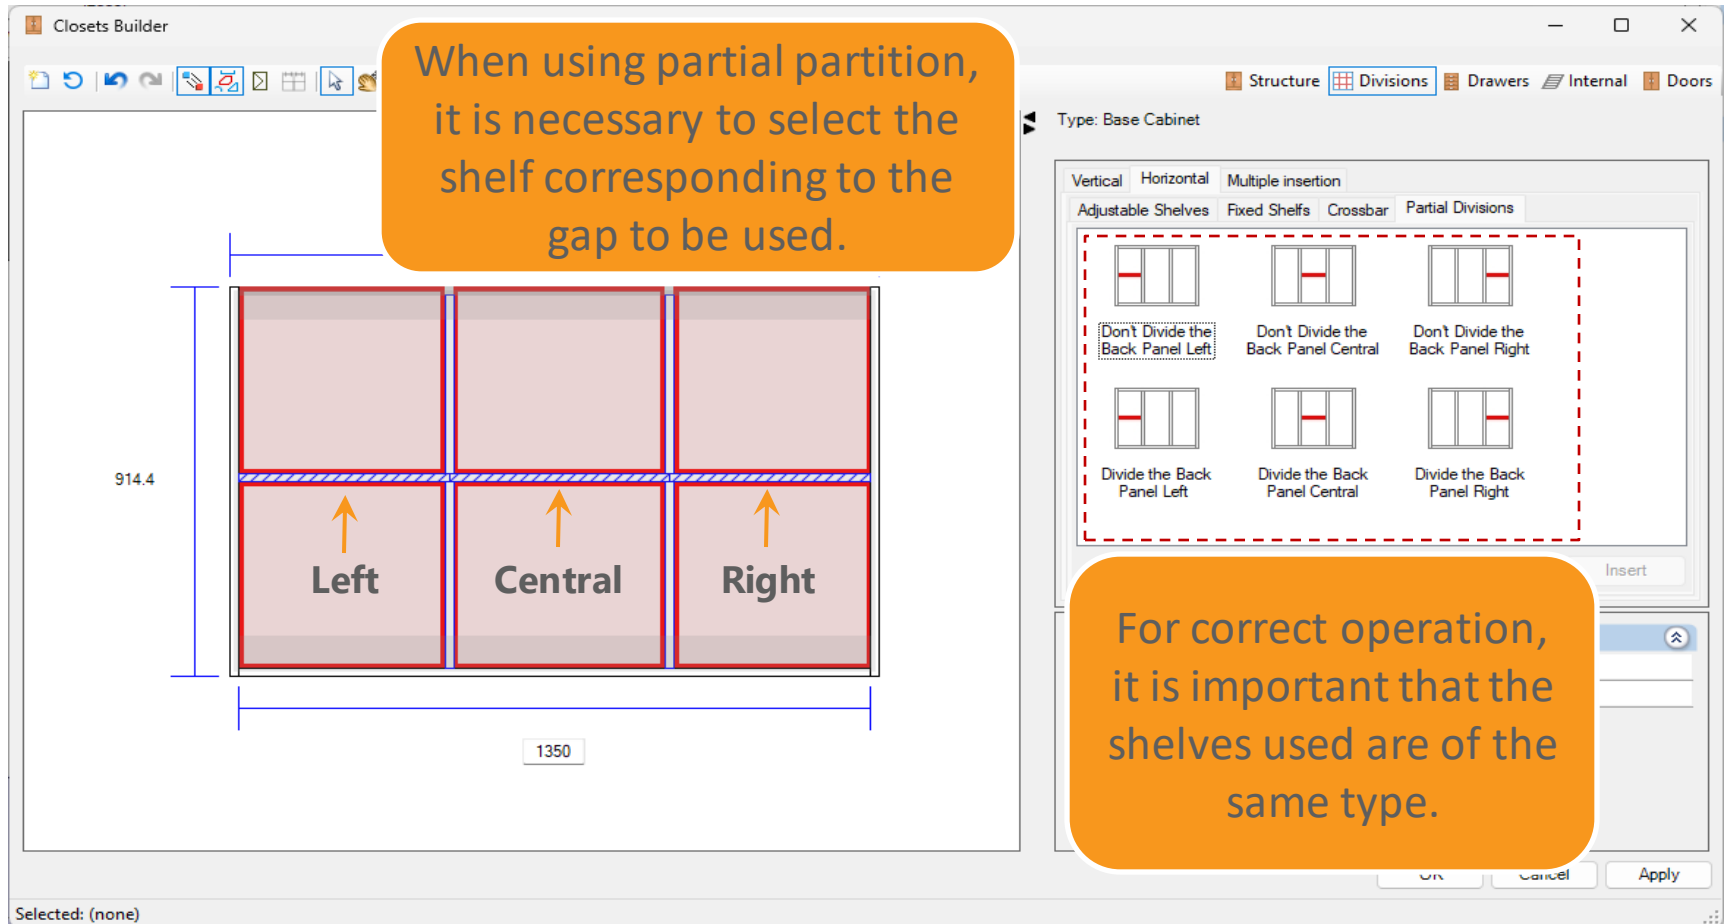 Closets Builder
When using partial partition,
it is necessary to select the
shelf corresponding to the
gap to be used.
Structure Divisions Drawers Internal Doors
Type: Base Cabinet
Vertical Horizontal Multiple insertion
Adjustable Shelves Fixed Shelfs Crossbar Partial Divisions
Don't Divide the
Back Panel Left
Don't Divide the
Back Panel Central
Don't Divide the
Back Panel Right
Divide the Back
Panel Left
Divide the Back
Panel Central
Divide the Back
Panel Right
Insert
914.4
Left Central Right
1350
For correct operation,
it is important that the
shelves used are of the
same type.
OK Cancel Apply
Selected: (none)